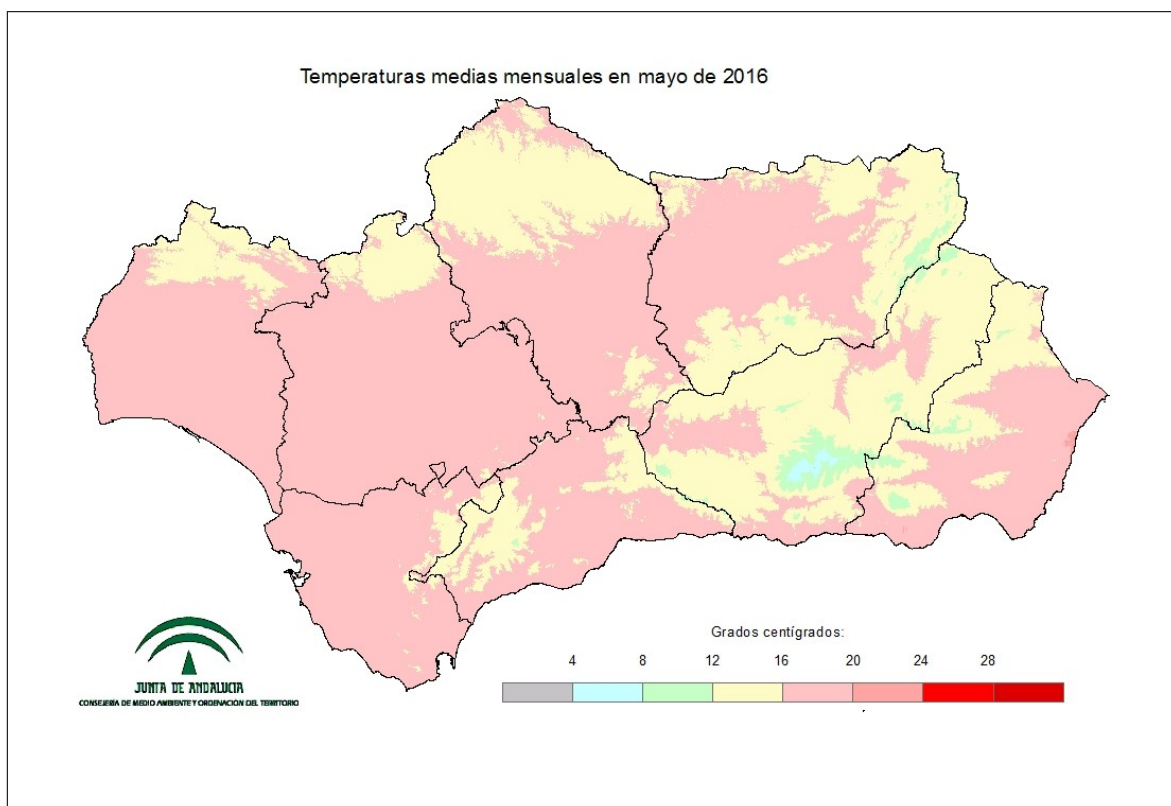 Temperaturas medias mensuales en mayo de 2016
Grados centígrados:
4 8 12 16 20 24 28
JUNTA DE ANDALUCIA
CONSEJERÍA DE MEDIO AMBIENTE Y ORDENACIÓN DEL TERRITORIO